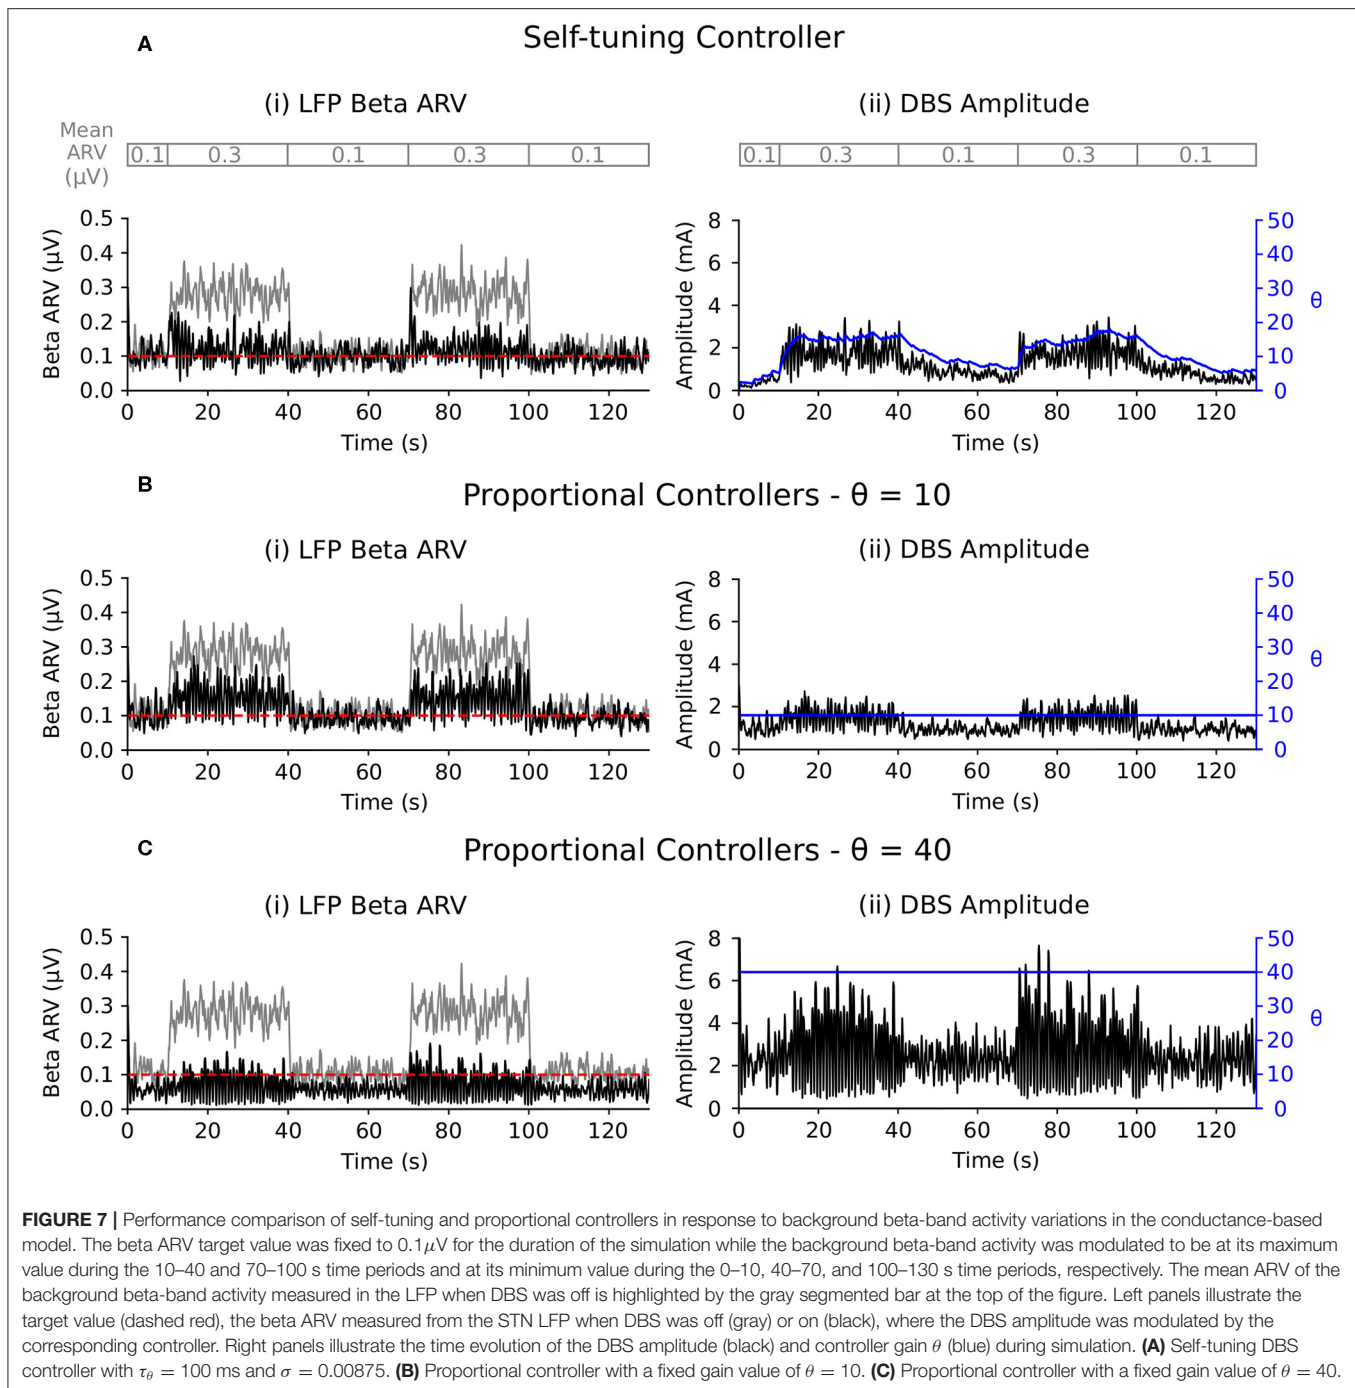 A
Self-tuning Controller
(i) LFP Beta ARV
(ii) DBS Amplitude
Mean
ARV
(µV)
0.1 0.3 0.1 0.3 0.1
0.1 0.3 0.1 0.3 0.1
Beta ARV (µV)
0.5
0.4
0.3
0.2
0.1
0.0
0 20 40 60 80 100 120
Time (s)
Amplitude (mA)
8
6
4
2
0
50
40
30
20
10
0
θ
0 20 40 60 80 100 120
Time (s)
B
Proportional Controllers - θ = 10
(i) LFP Beta ARV
(ii) DBS Amplitude
Beta ARV (µV)
0.5
0.4
0.3
0.2
0.1
0.0
0 20 40 60 80 100 120
Time (s)
Amplitude (mA)
8
6
4
2
0
50
40
30
20
10
0
θ
0 20 40 60 80 100 120
Time (s)
C
Proportional Controllers - θ = 40
(i) LFP Beta ARV
(ii) DBS Amplitude
Beta ARV (µV)
0.5
0.4
0.3
0.2
0.1
0.0
0 20 40 60 80 100 120
Time (s)
Amplitude (mA)
8
6
4
2
0
50
40
30
20
10
0
θ
0 20 40 60 80 100 120
Time (s)
FIGURE 7 | Performance comparison of self-tuning and proportional controllers in response to background beta-band activity variations in the conductance-based
model. The beta ARV target value was fixed to 0.1µV for the duration of the simulation while the background beta-band activity was modulated to be at its maximum
value during the 10–40 and 70–100 s time periods and at its minimum value during the 0–10, 40–70, and 100–130 s time periods, respectively. The mean ARV of the
background beta-band activity measured in the LFP when DBS was off is highlighted by the gray segmented bar at the top of the figure. Left panels illustrate the
target value (dashed red), the beta ARV measured from the STN LFP when DBS was off (gray) or on (black), where the DBS amplitude was modulated by the
corresponding controller. Right panels illustrate the time evolution of the DBS amplitude (black) and controller gain θ (blue) during simulation. (A) Self-tuning DBS
controller with τθ = 100 ms and σ = 0.00875. (B) Proportional controller with a fixed gain value of θ = 10. (C) Proportional controller with a fixed gain value of θ = 40.